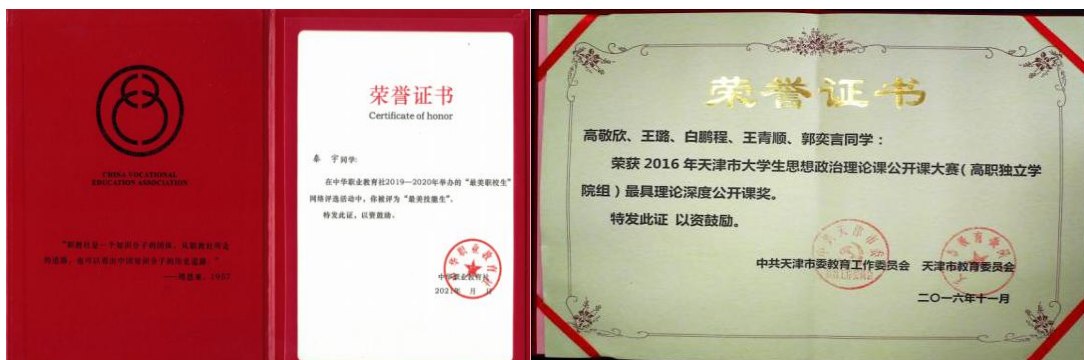 CHINA VOCATIONAL
EDUCATION ASSOCIATION
——周恩来，1957
荣誉证书
Certificate of honor
秦 宇同学:
在中华职业教育社2019—2020年举办的“最美职校生”
网络评选活动中，你被评为“最美技能生”。
特发此证，以资鼓励。
中华职业教育社
2021年 月 日
荣誉证书
高敬欣、王璐、白鹏程、王青顺、郭奕言同学：
荣获 2016 年天津市大学生思想政治理论课公开课大赛（高职独立学
院组）最具理论深度公开课奖。
特发此证 以资鼓励。
中共天津市委教育工作委员会 天津市教育委员会
二〇一六年十一月